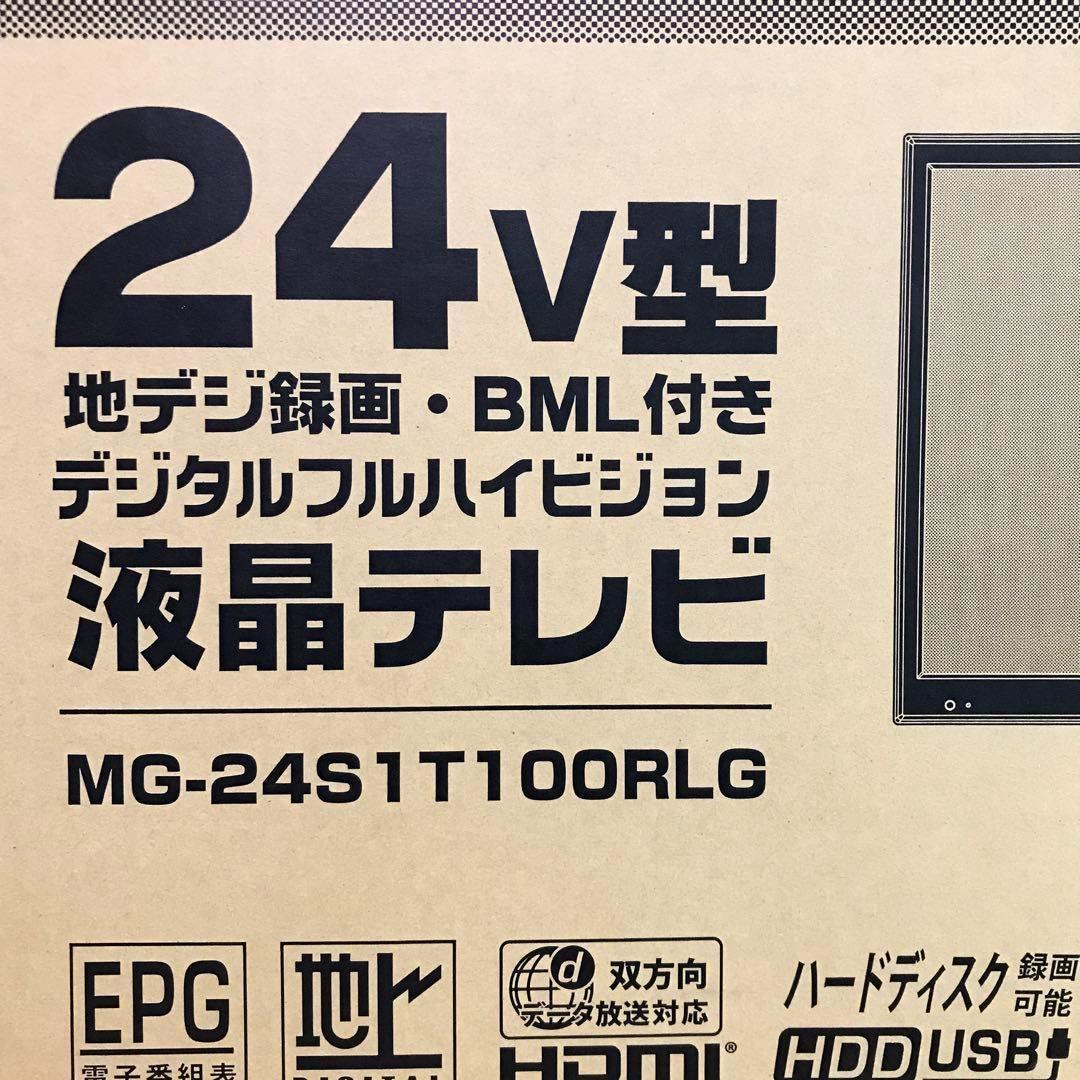 24V型
地デジ録画・BML付き
デジタルフルハイビジョン
液晶テレビ
MG-24S1T100RLG
EPG
電子番組表
地上
DIGITAL
d 双方向
データ放送対応
HDMI®
ハードディスク 録画可能
HDD USB